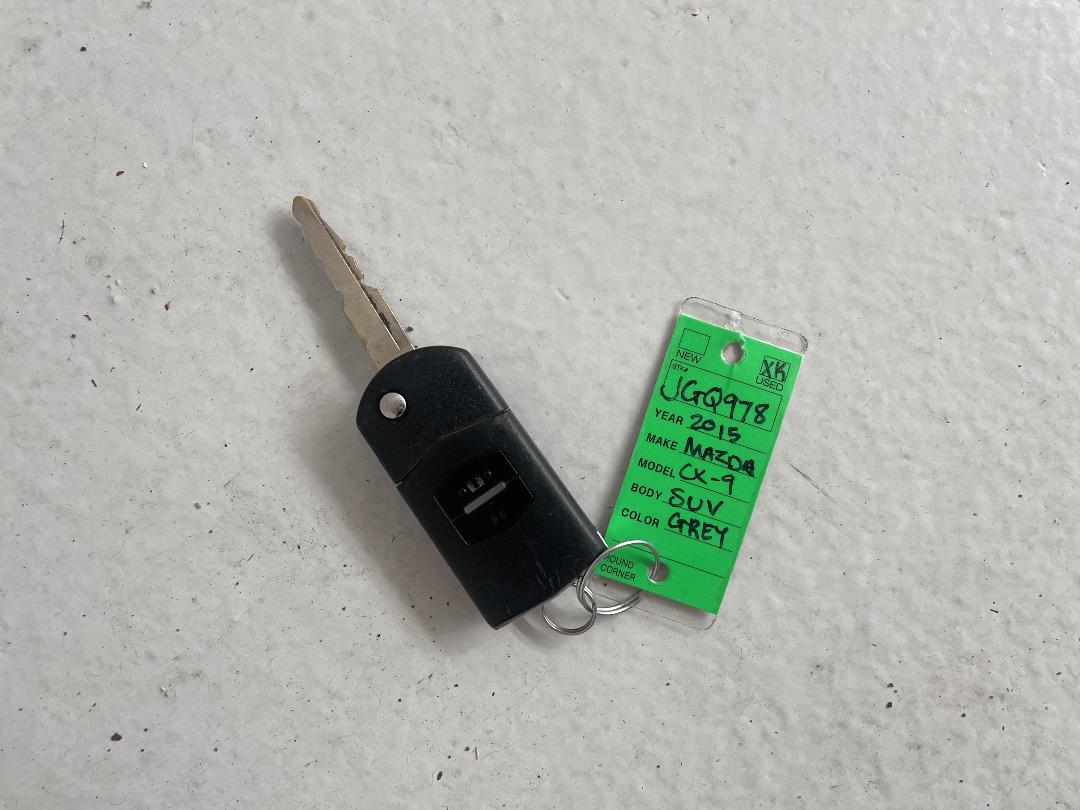 NEW
XK
USED
STK#
JGQ978
YEAR 2015
MAKE MAZDA
MODEL CX-9
BODY SUV
COLOR GREY
ROUND
CORNER